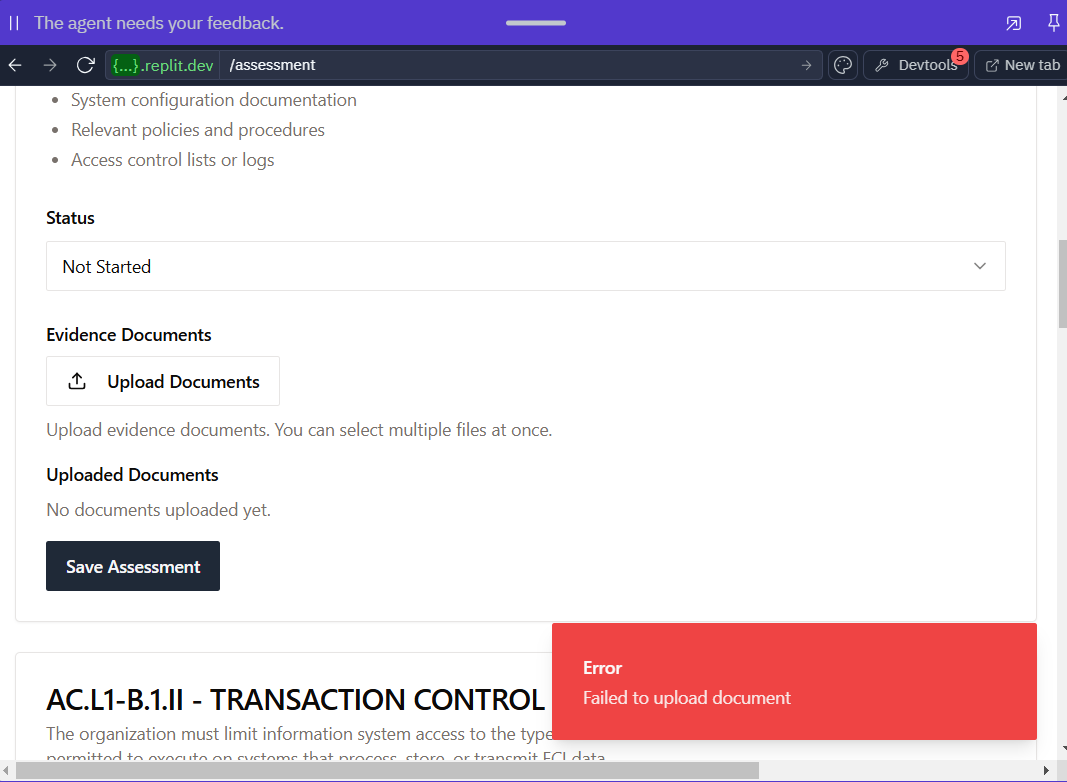 The agent needs your feedback.
{...}.replit.dev /assessment Devtools 5 New tab
System configuration documentation
Relevant policies and procedures
Access control lists or logs
Status
Not Started
Evidence Documents
Upload Documents
Upload evidence documents. You can select multiple files at once.
Uploaded Documents
No documents uploaded yet.
Save Assessment
AC.L1-B.1.II - TRANSACTION CONTROL
The organization must limit information system access to the type
permitted to execute on systems that process, store, or transmit FCI data
Error
Failed to upload document